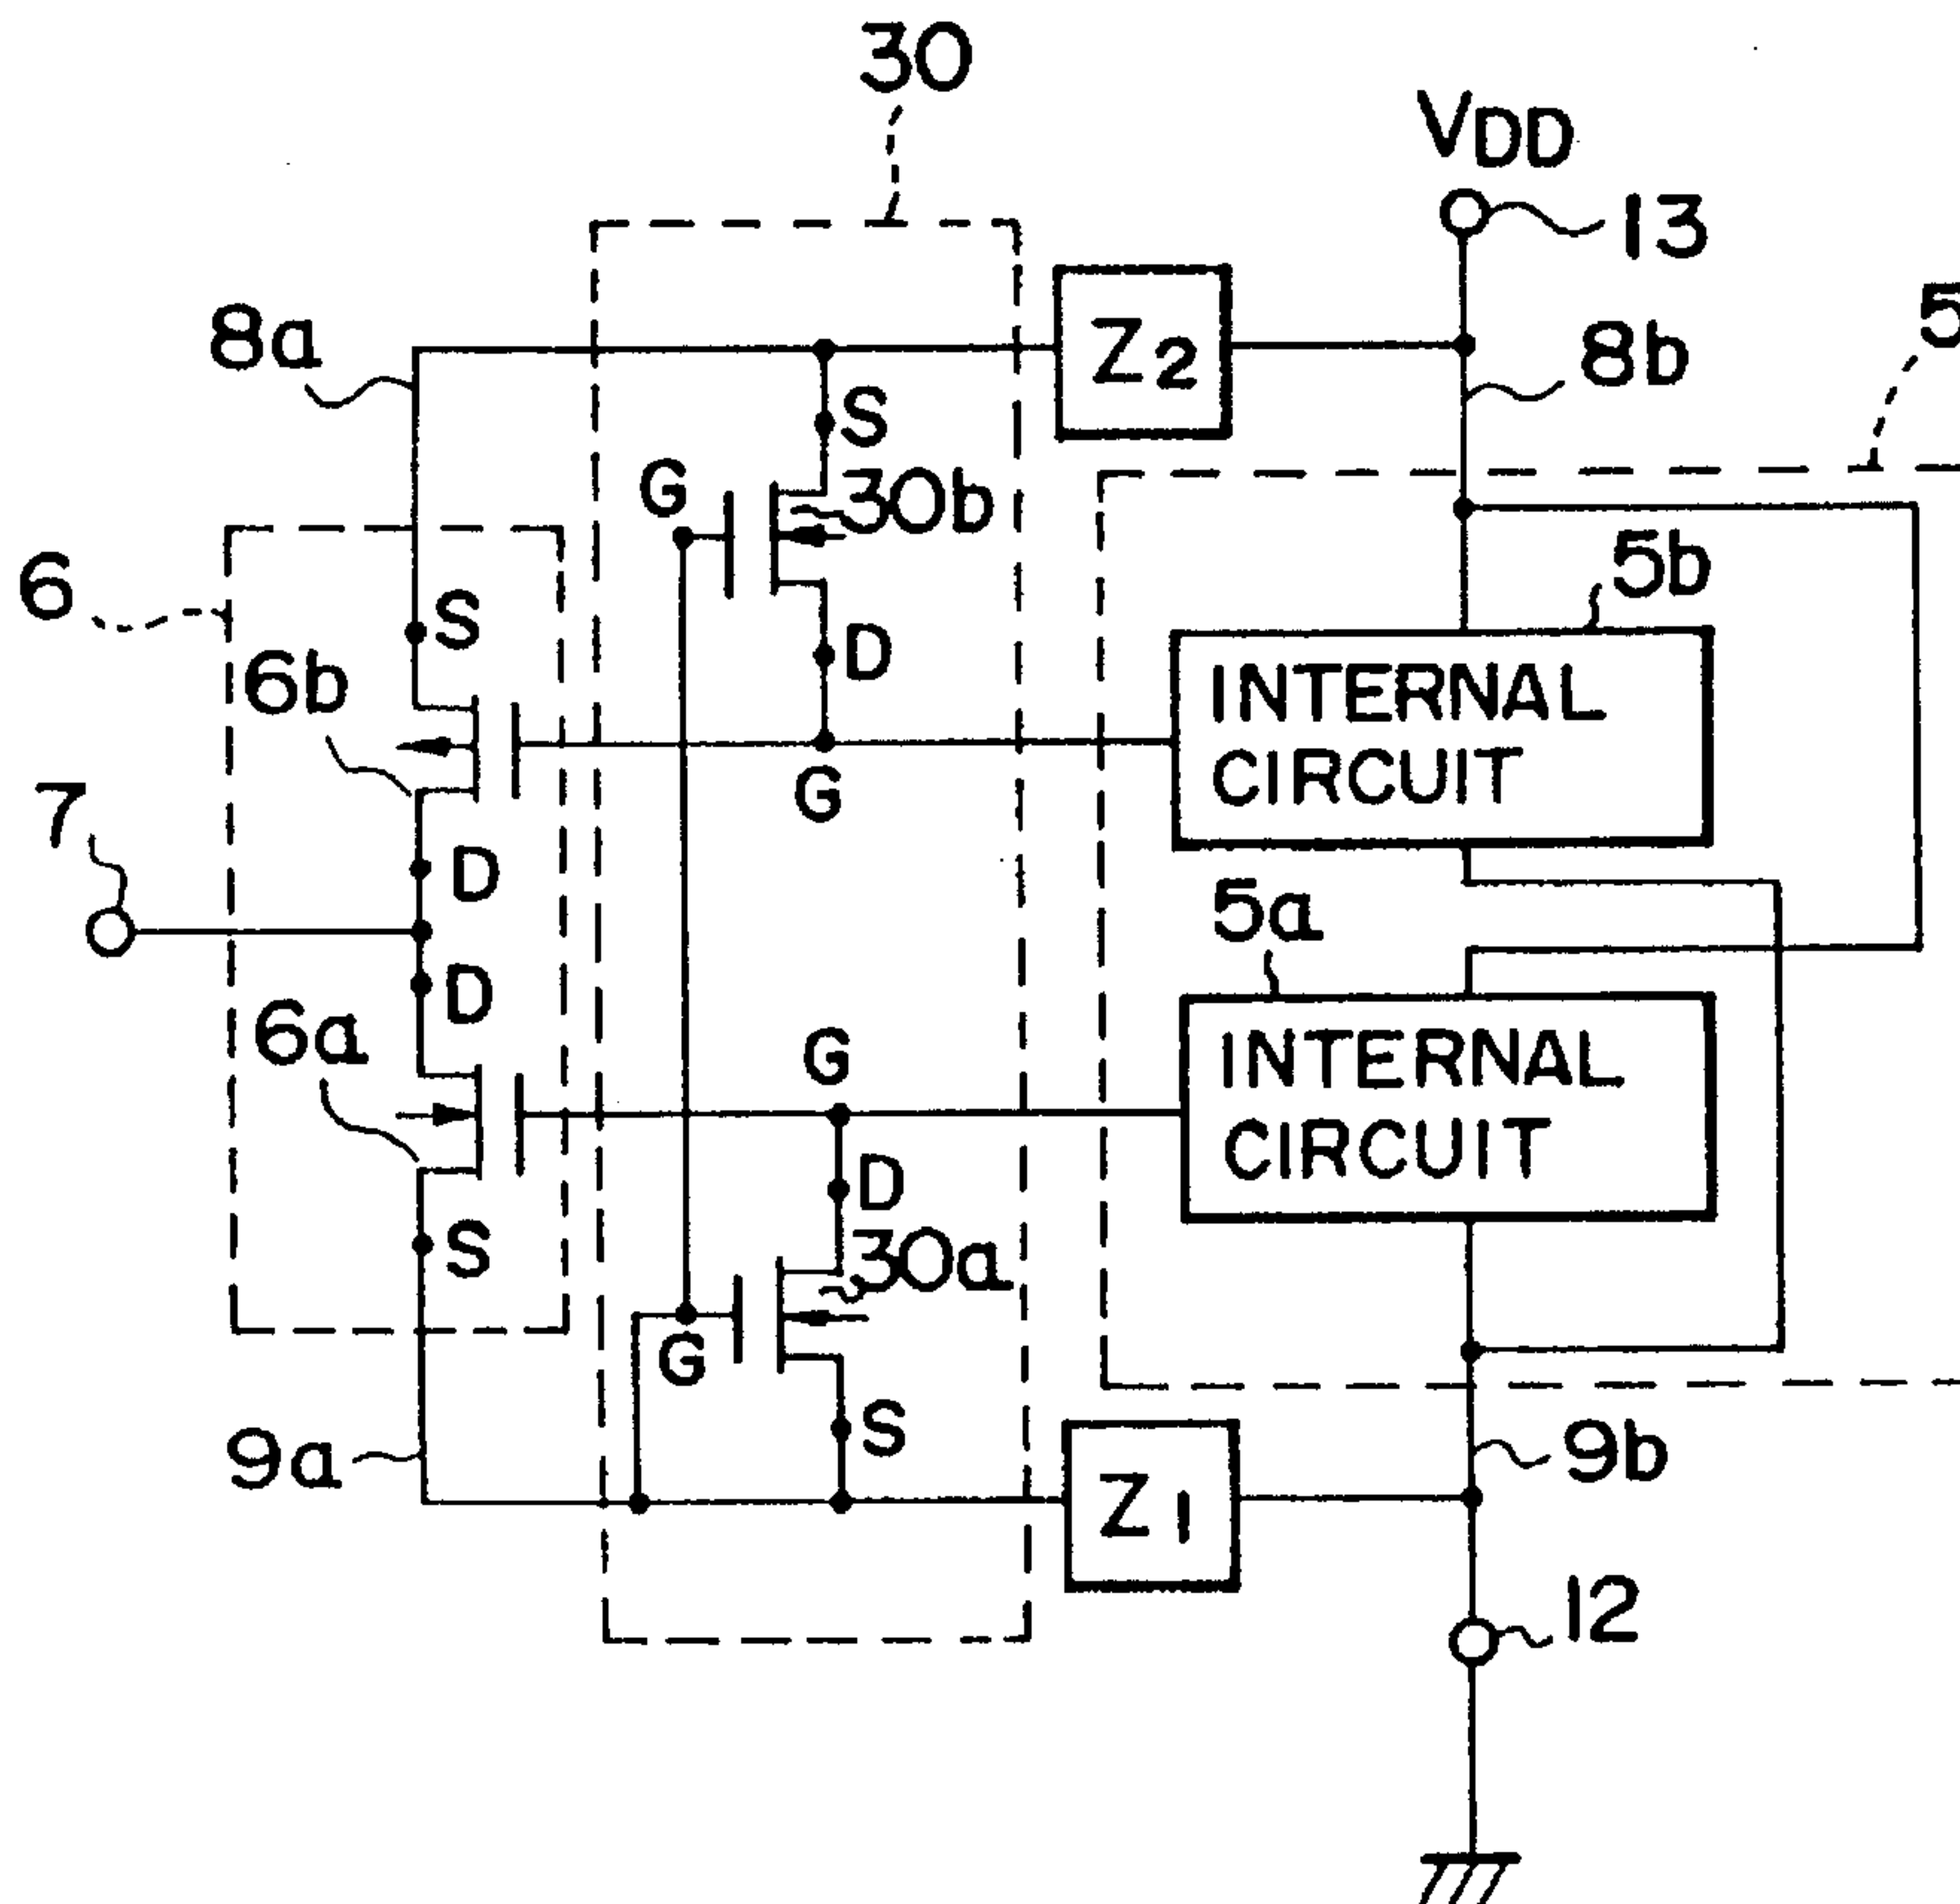 30
VDD
13
5
8a
Z2
8b
S
G
30b
5b
6
S
D
INTERNAL
CIRCUIT
6b
G
7
D
5a
D
6a
G
INTERNAL
CIRCUIT
D
S
30a
G
S
9a
Z1
9b
12